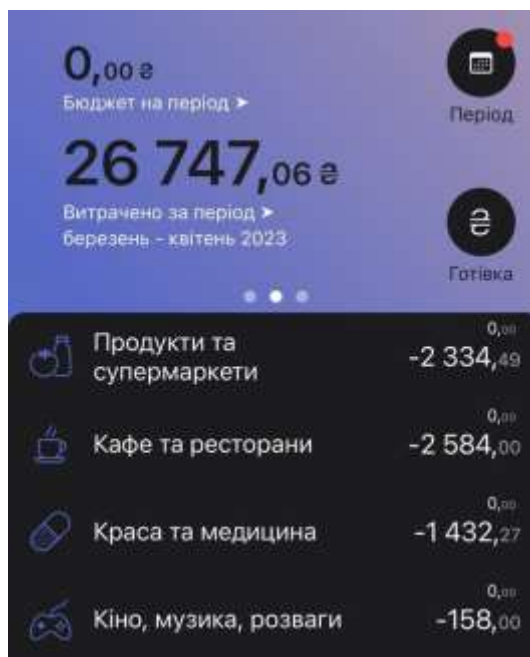 0,00 ₴
Бюджет на період ➤
Період
26 747,06 ₴
Витрачено за період ➤
березень - квітень 2023
₴
Готівка
0,00
Продукти та
супермаркети
-2 334,49
0,00
Кафе та ресторани
-2 584,00
0,00
Краса та медицина
-1 432,27
0,00
Кіно, музика, розваги
-158,00